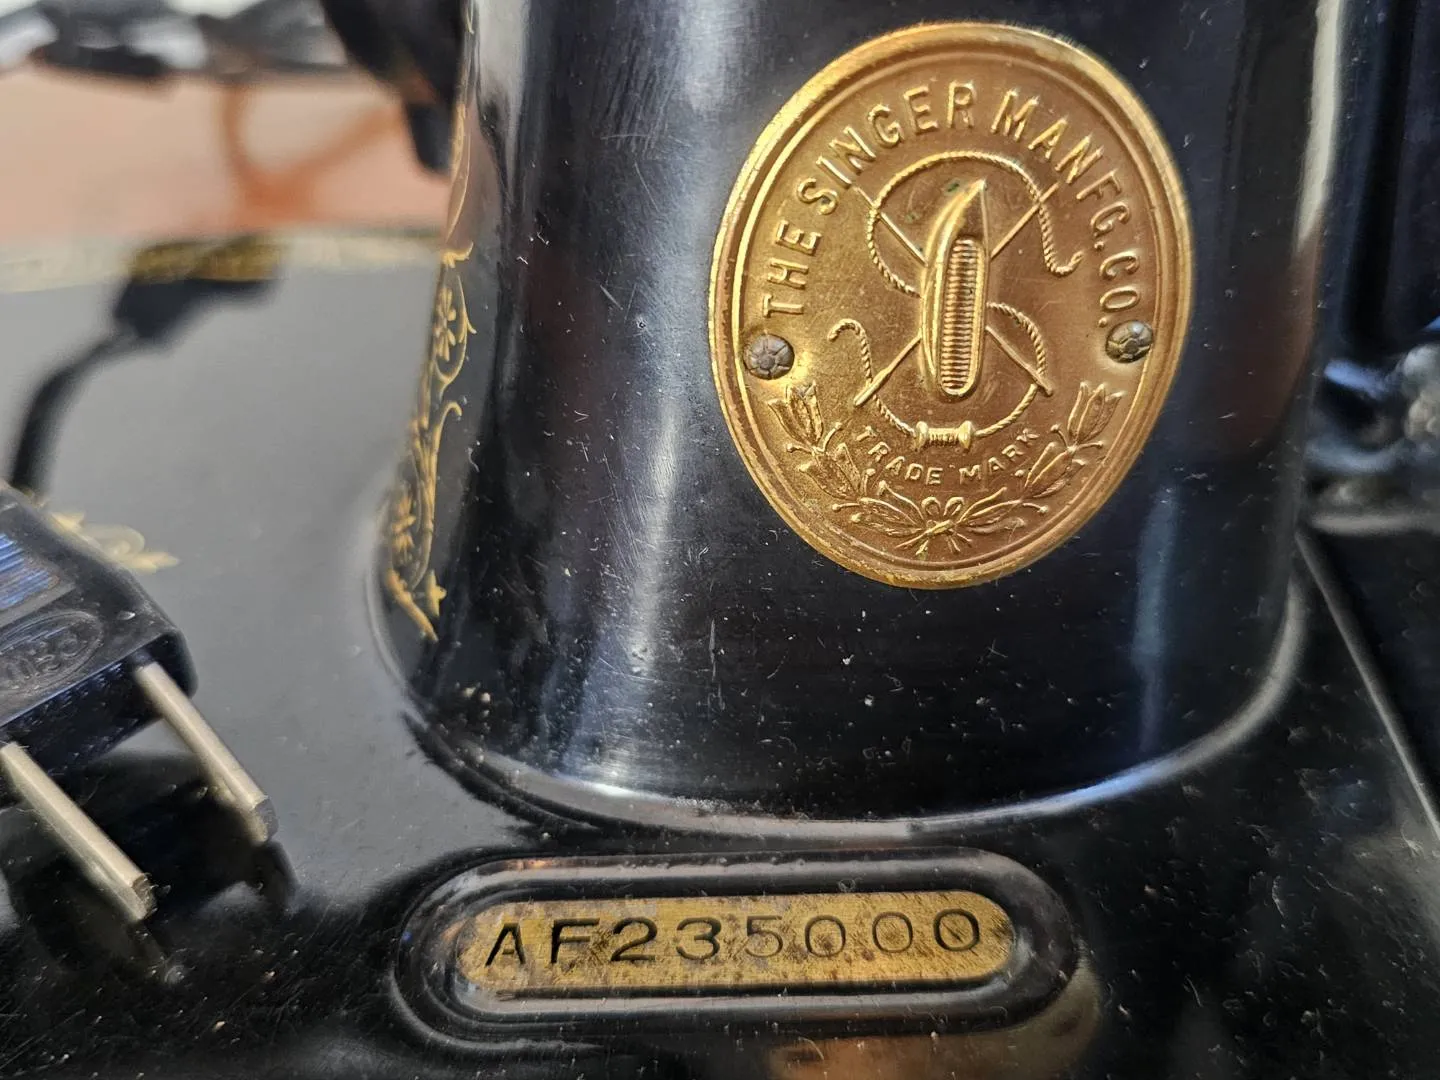 THE SINGER MANFG. CO.
TRADE MARK
AF235000